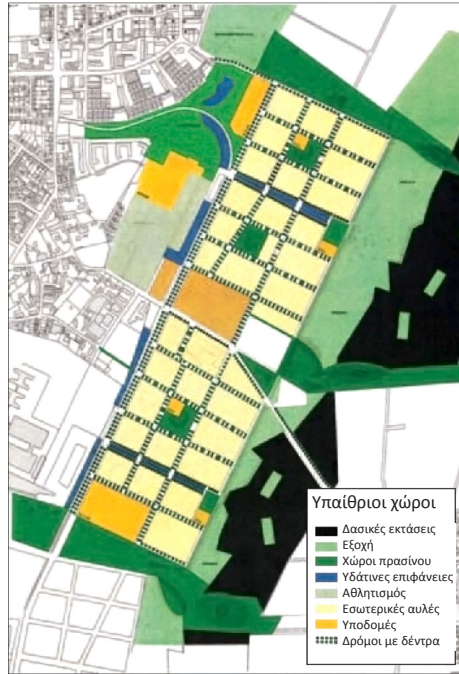 Υπαίθριοι χώροι
Δασικές εκτάσεις
Εξοχή
Χώροι πρασίνου
Υδάτινες επιφάνειες
Αθλητισμός
Εσωτερικές αυλές
Υποδομές
Δρόμοι με δέντρα